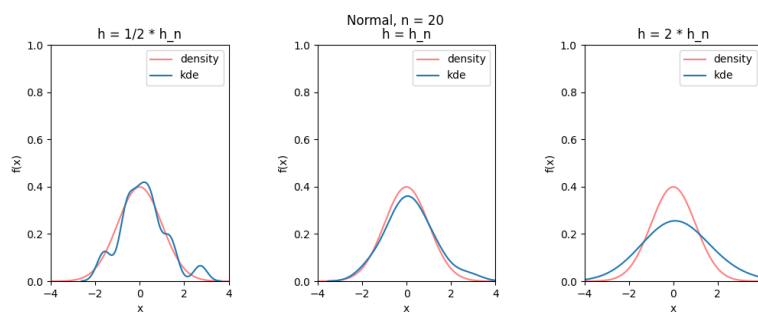 Normal, n = 20
h = 1/2 * h_n
1.0
0.8
0.6
0.4
0.2
0.0
f(x)
density
kde
−4
−2
0
2
4
x
h = h_n
1.0
0.8
0.6
0.4
0.2
0.0
f(x)
density
kde
−4
−2
0
2
4
x
h = 2 * h_n
1.0
0.8
0.6
0.4
0.2
0.0
f(x)
density
kde
−4
−2
0
2
x